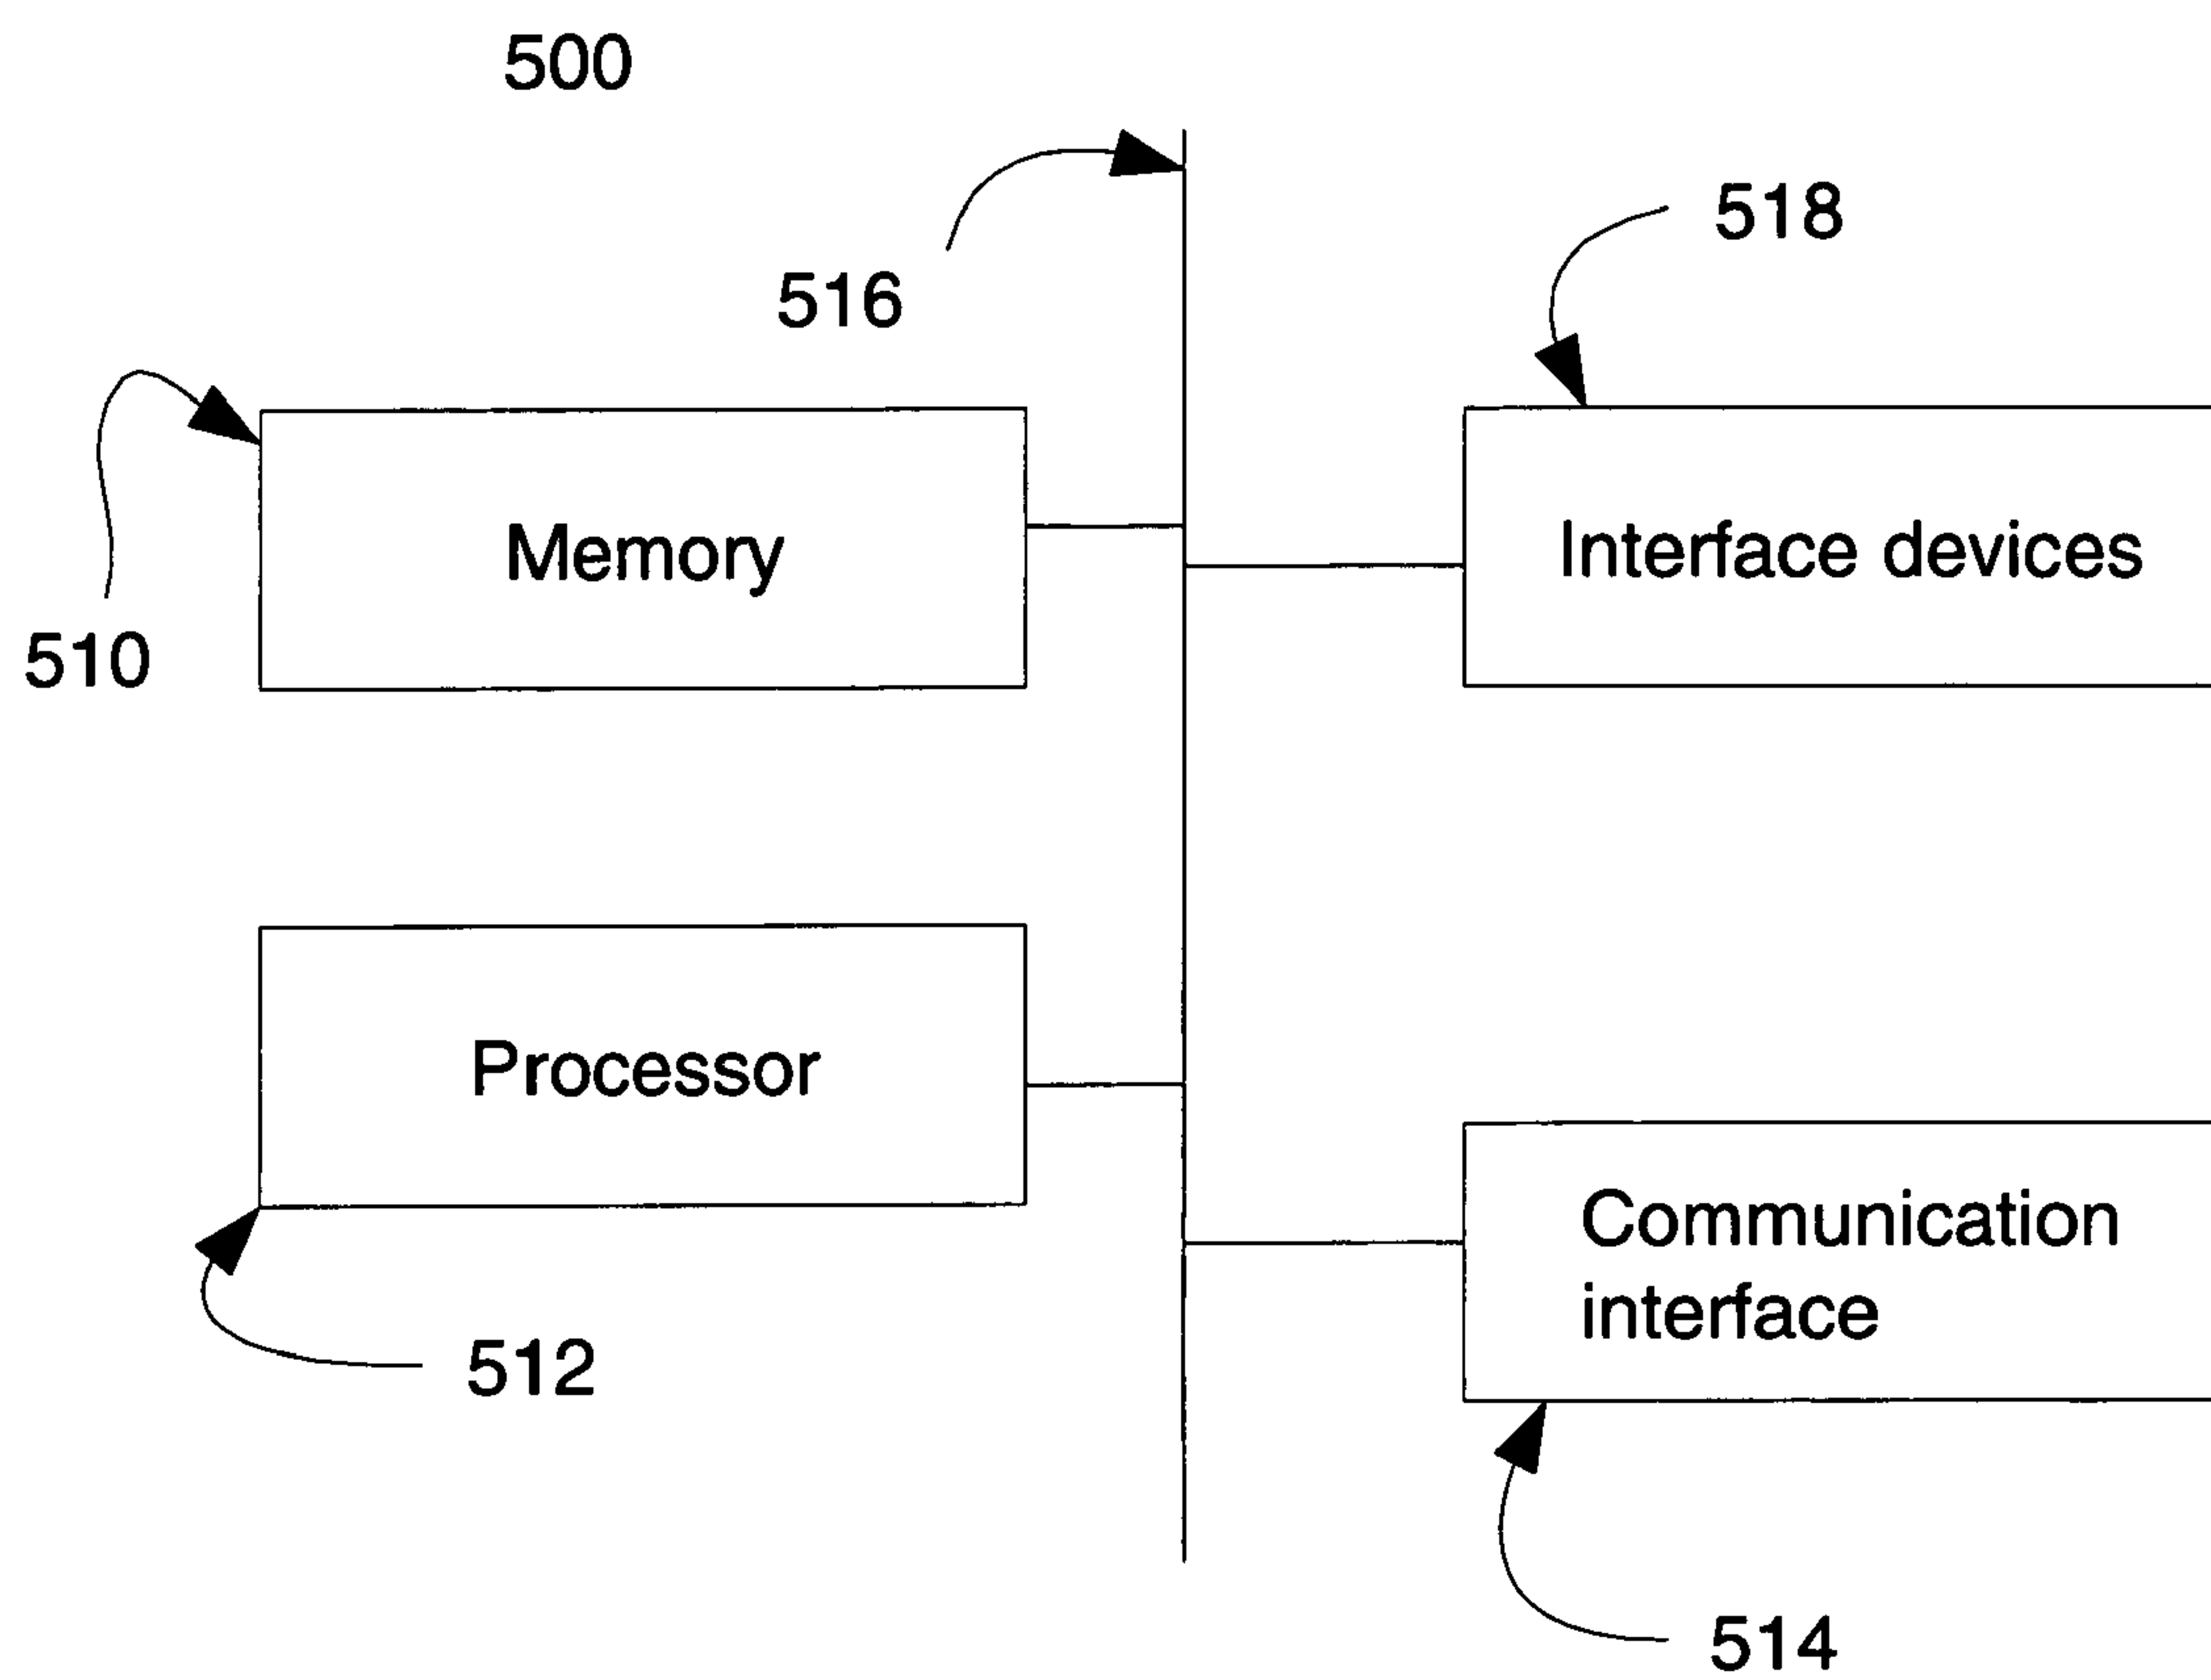 500
516
518
510
Memory
Interface devices
Processor
512
Communication
interface
514